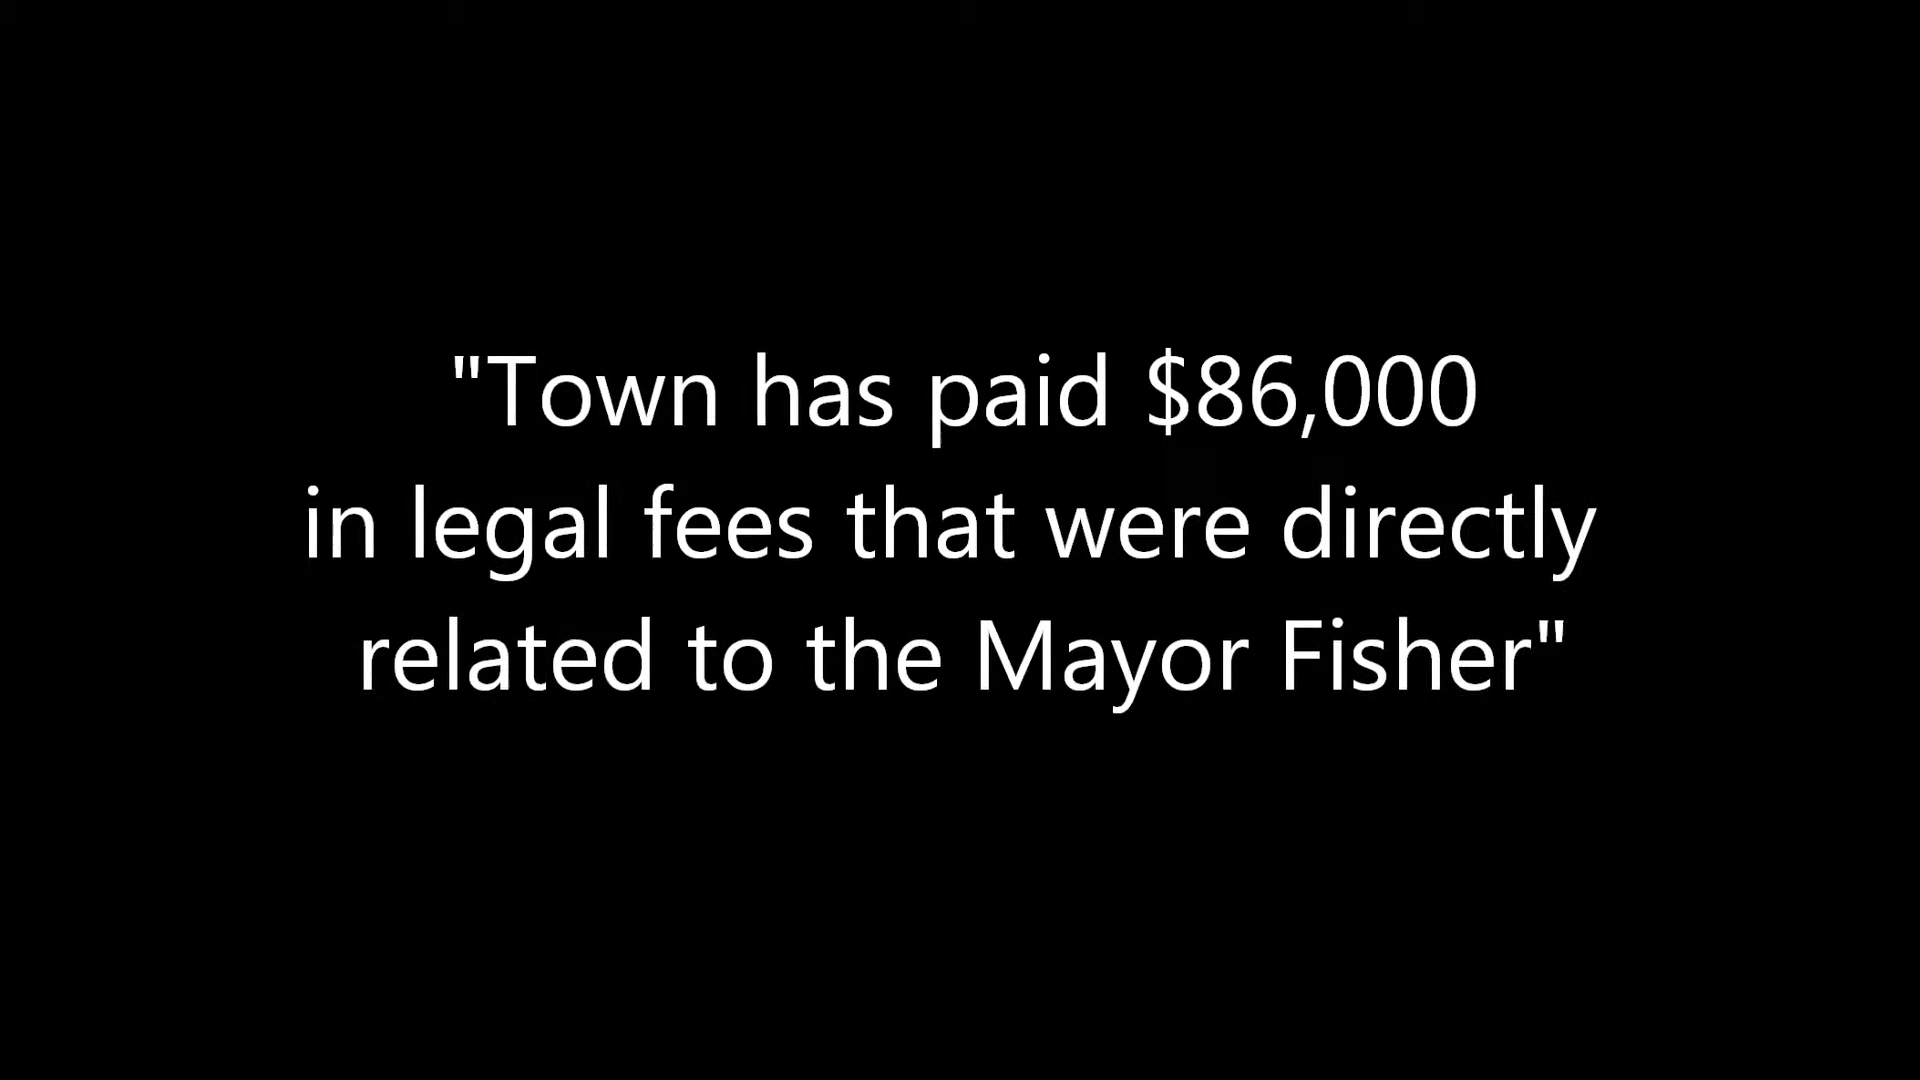 "Town has paid $86,000
in legal fees that were directly
related to the Mayor Fisher"